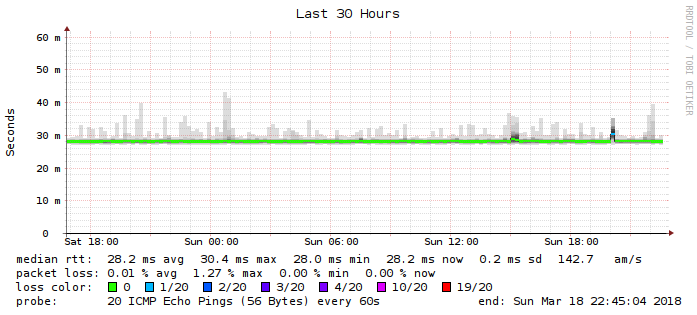 Last 30 Hours
RRDTOOL / TOBI OETIKER
Seconds
60 m
50 m
40 m
30 m
20 m
10 m
0
Sat 18:00 Sun 00:00 Sun 06:00 Sun 12:00 Sun 18:00
median rtt: 28.2 ms avg 30.4 ms max 28.0 ms min 28.2 ms now 0.2 ms sd 142.7 am/s
packet loss: 0.01 % avg 1.27 % max 0.00 % min 0.00 % now
loss color: 0 1/20 2/20 3/20 4/20 10/20 19/20
probe: 20 ICMP Echo Pings (56 Bytes) every 60s end: Sun Mar 18 22:45:04 2018